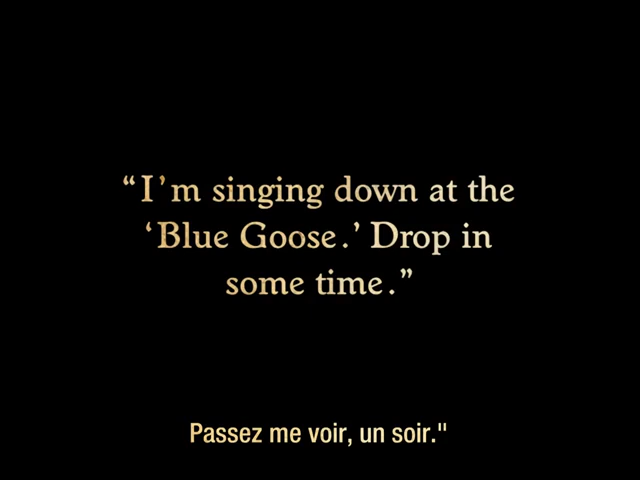 “I'm singing down at the
‘Blue Goose.’ Drop in
some time.”
Passez me voir, un soir."